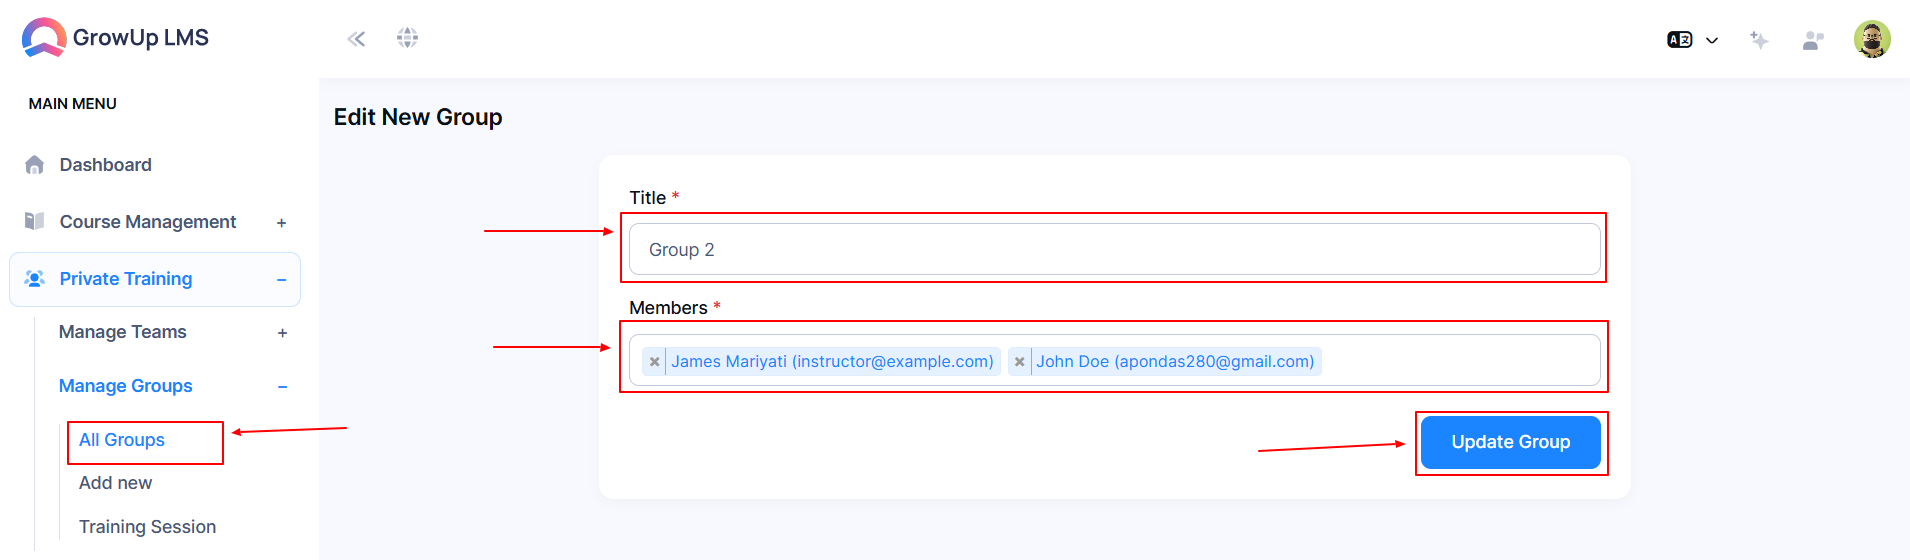 GrowUp LMS
MAIN MENU
Dashboard
Course Management +
Private Training −
Manage Teams +
Manage Groups −
All Groups
Add new
Training Session
Edit New Group
Title *
Group 2
Members *
× James Mariyati (instructor@example.com) × John Doe (apondas280@gmail.com)
Update Group